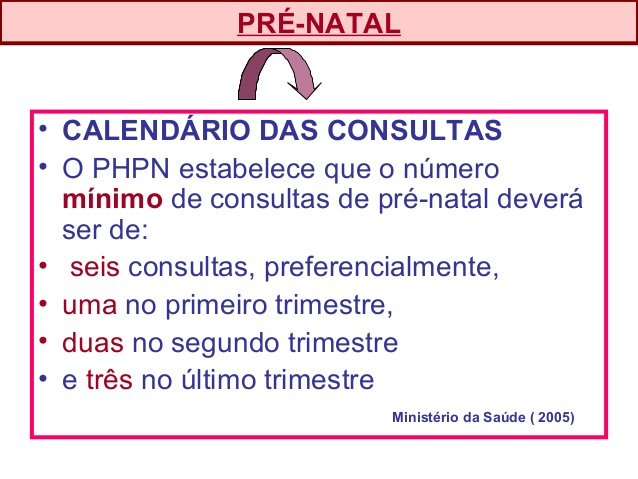 PRÉ-NATAL
• CALENDÁRIO DAS CONSULTAS
• O PHPN estabelece que o número
mínimo de consultas de pré-natal deverá
ser de:
• seis consultas, preferencialmente,
• uma no primeiro trimestre,
• duas no segundo trimestre
• e três no último trimestre
Ministério da Saúde ( 2005)